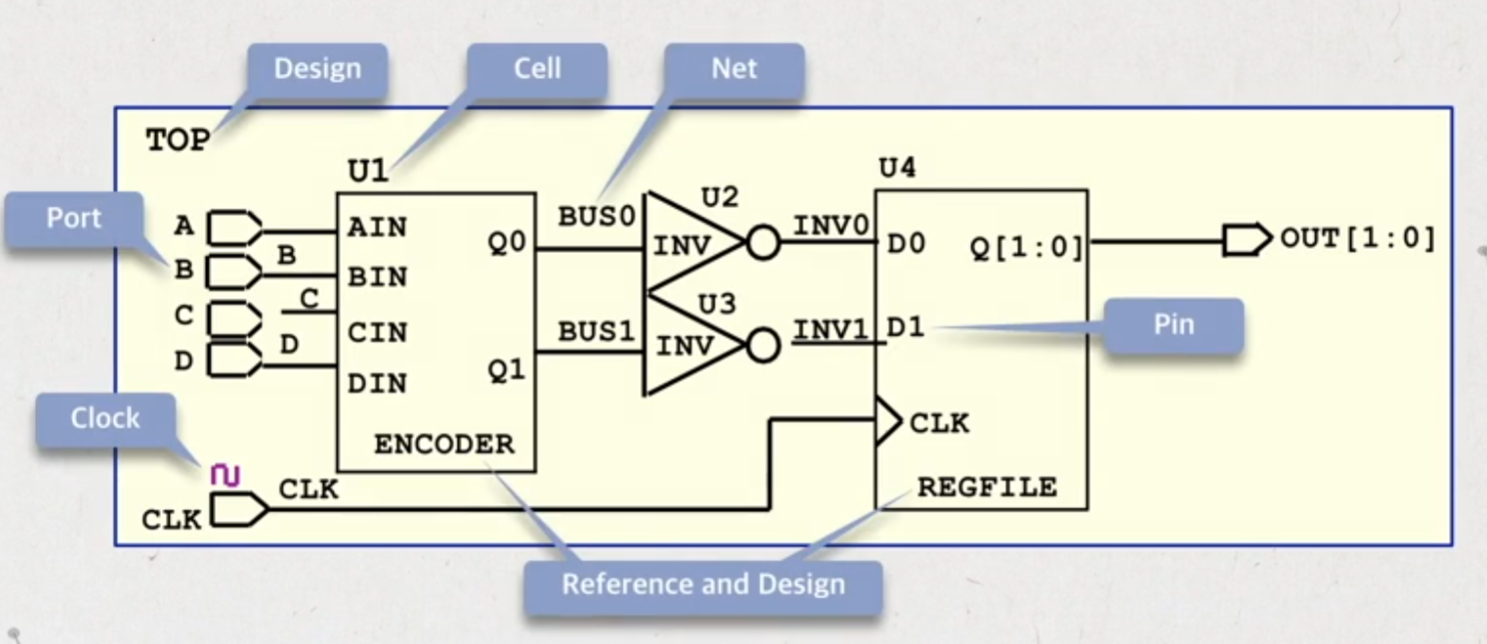 Design
Cell
Net
TOP
U1
U4
Port
U2
A
AIN
BUS0
INV0
B
B
BIN
Q0
INV
D0
Q[1:0]
OUT[1:0]
C
C
CIN
U3
D
D
DIN
BUS1
INV1
D1
Pin
Q1
INV
Clock
CLK
ENCODER
CLK
CLK
REGFILE
Reference and Design